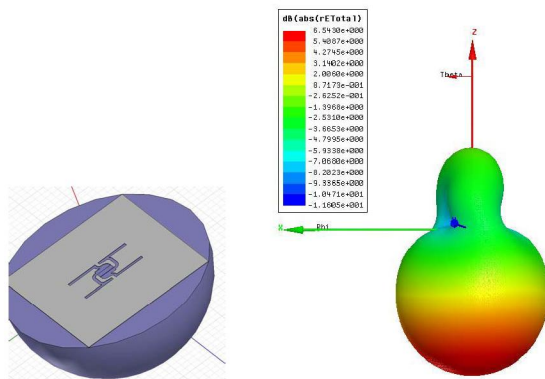 dB(abs(rETotal)
6.5430e+000
5.4087e+000
4.2745e+000
3.1402e+000
2.0060e+000
8.7173e-001
-2.6252e-001
-1.3968e+000
-2.5310e+000
-3.6653e+000
-4.7995e+000
-5.9338e+000
-7.0680e+000
-8.2023e+000
-9.3365e+000
-1.0471e+001
-1.1605e+001
Z
Theta
X
Phi